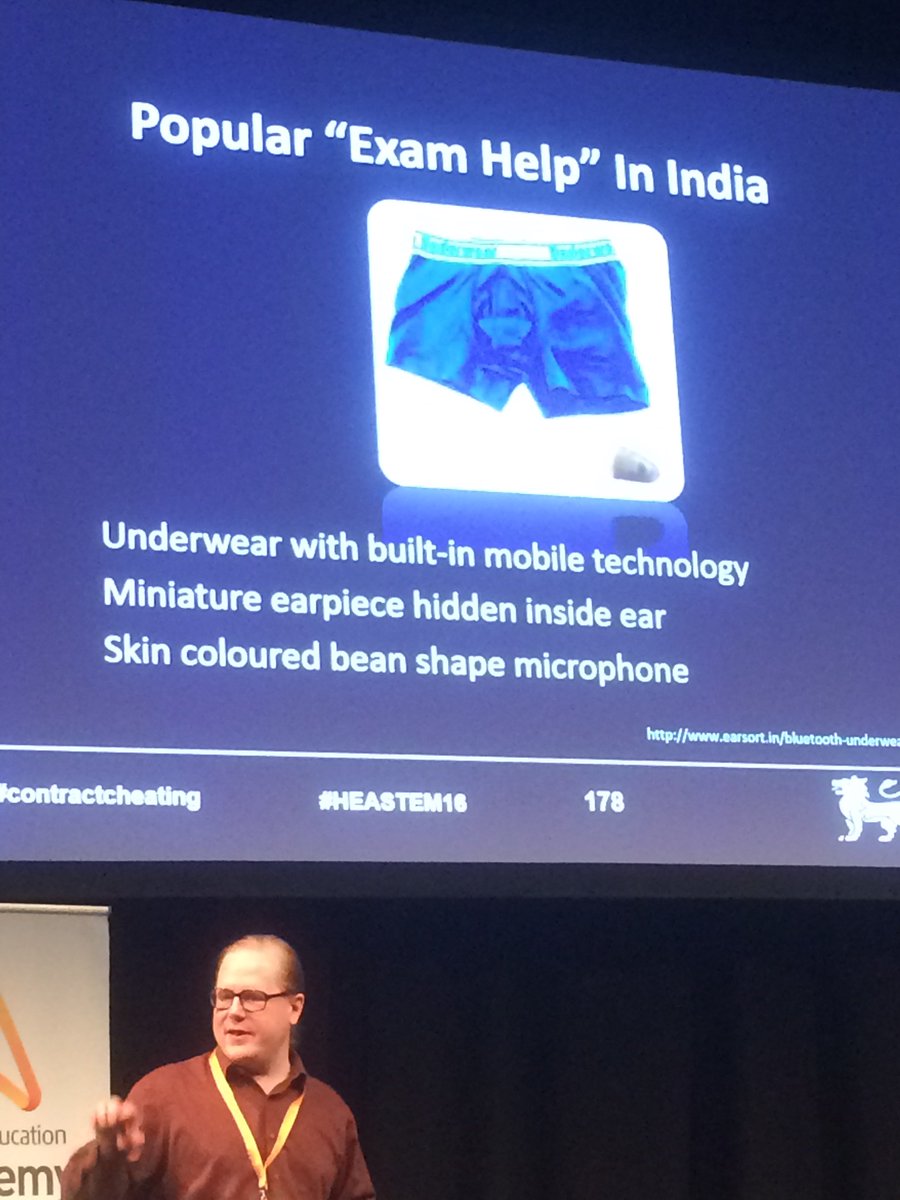 Popular “Exam Help” In India
Underwear with built-in mobile technology
Miniature earpiece hidden inside ear
Skin coloured bean shape microphone
http://www.earsort.in/bluetooth-underwea
#contractcheating
#HEASTEM16
178
ucation
emy